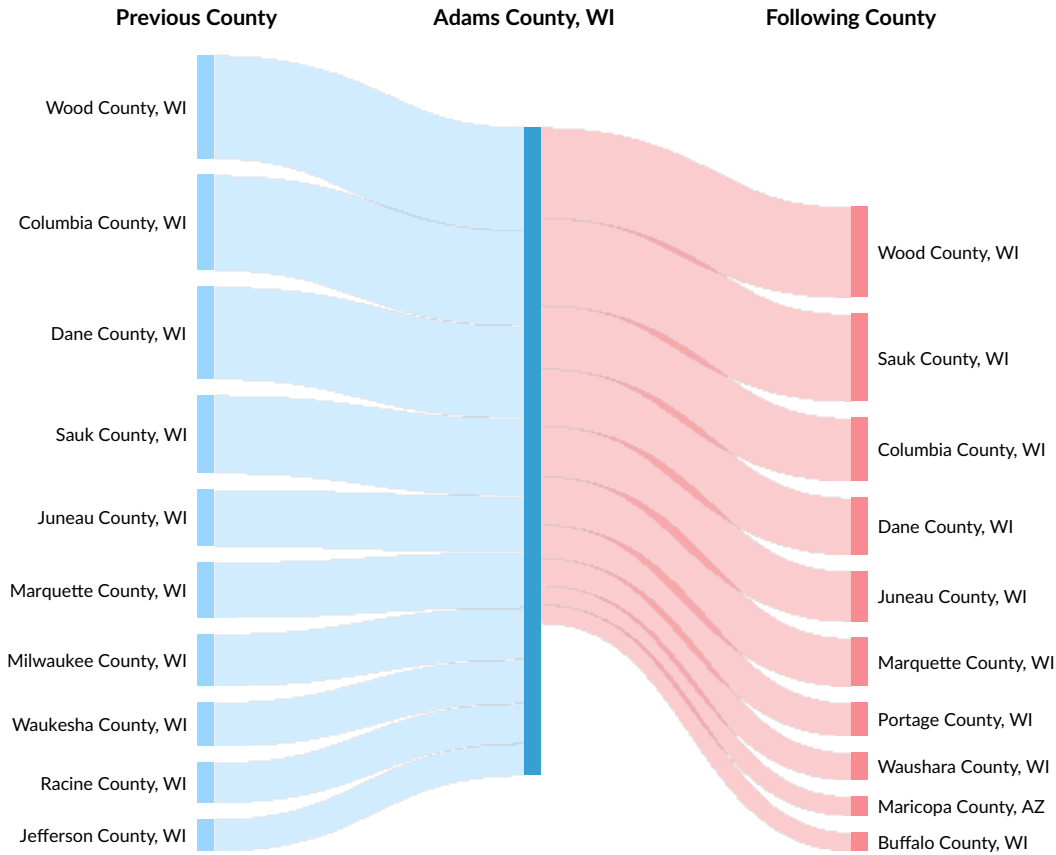 Previous County
Adams County, WI
Following County
Wood County, WI
Columbia County, WI
Dane County, WI
Sauk County, WI
Juneau County, WI
Marquette County, WI
Milwaukee County, WI
Waukesha County, WI
Racine County, WI
Jefferson County, WI
Wood County, WI
Sauk County, WI
Columbia County, WI
Dane County, WI
Juneau County, WI
Marquette County, WI
Portage County, WI
Waushara County, WI
Maricopa County, AZ
Buffalo County, WI